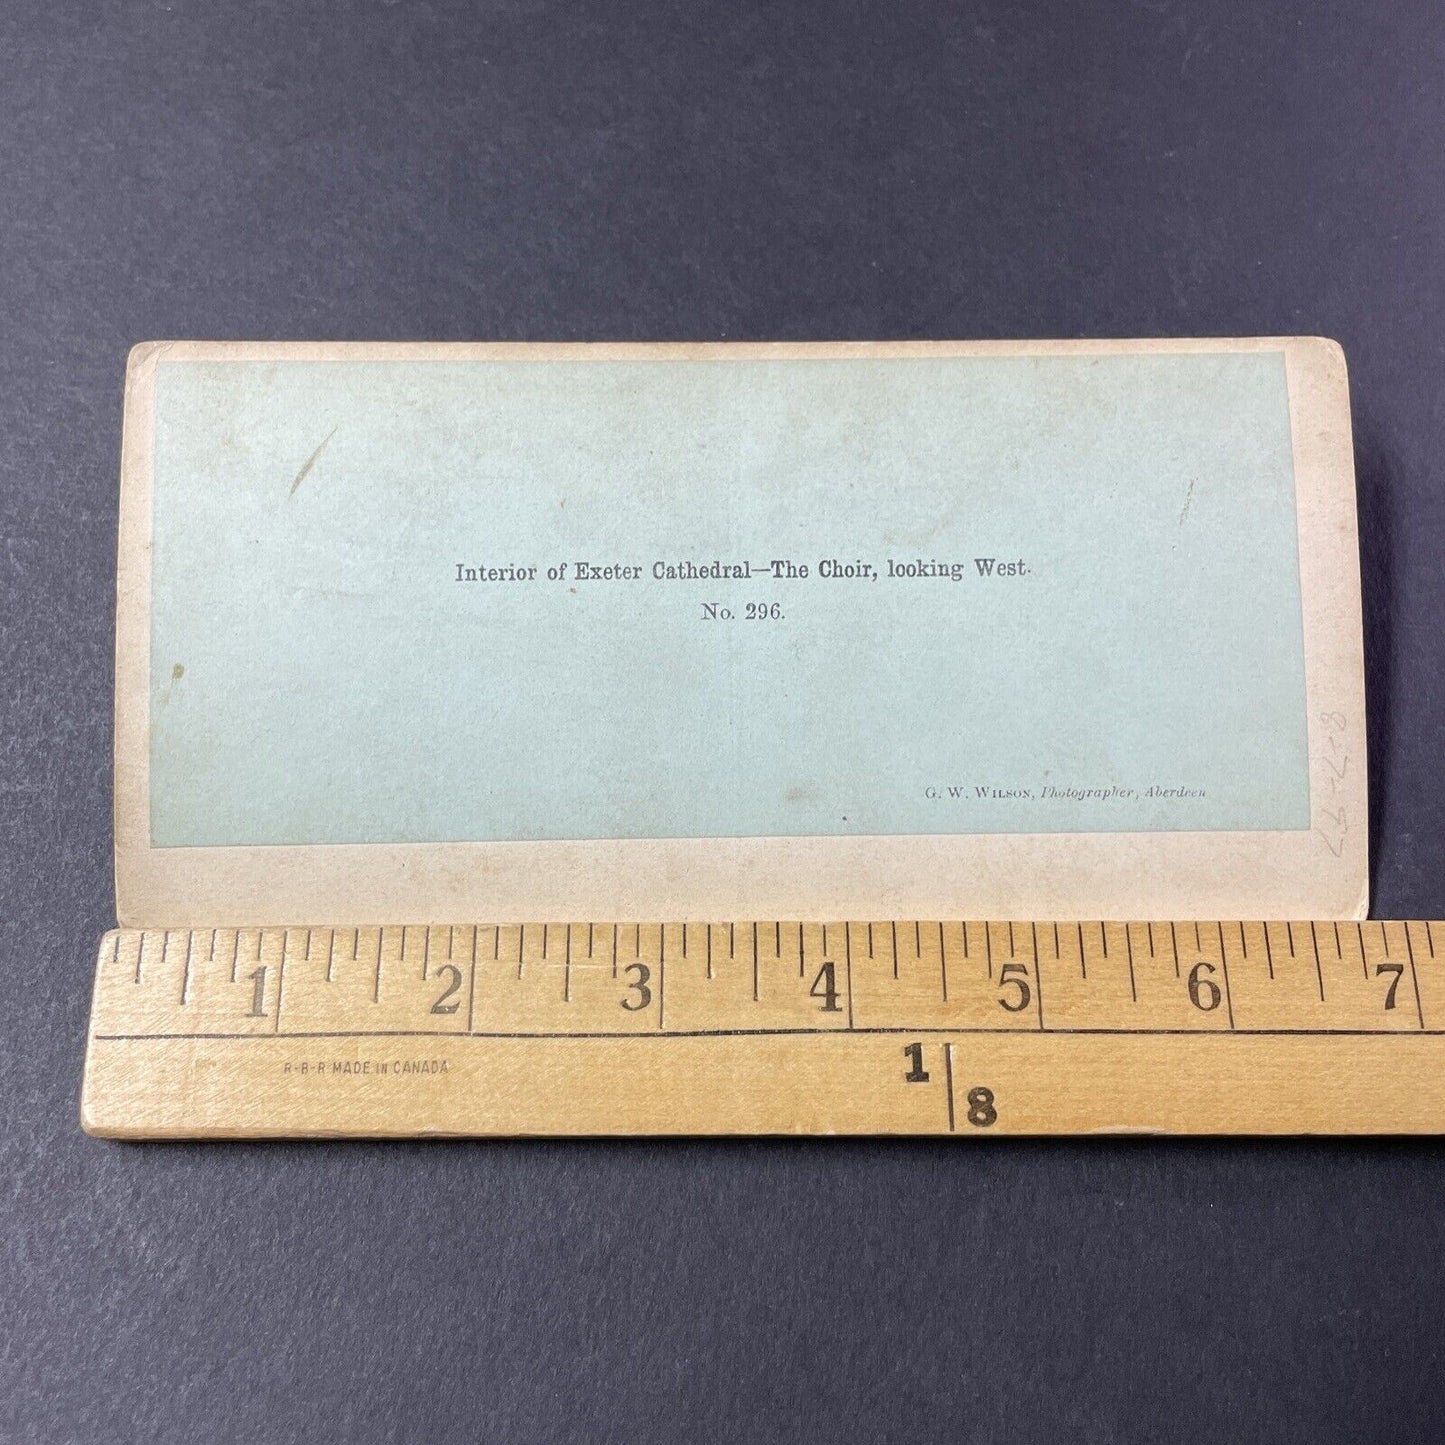 Interior of Exeter Cathedral—The Choir, looking West.
No. 296.
G. W. Wilson, Photographer, Aberdeen
1 2 3 4 5 6 7
R-B-R MADE IN CANADA
1
8